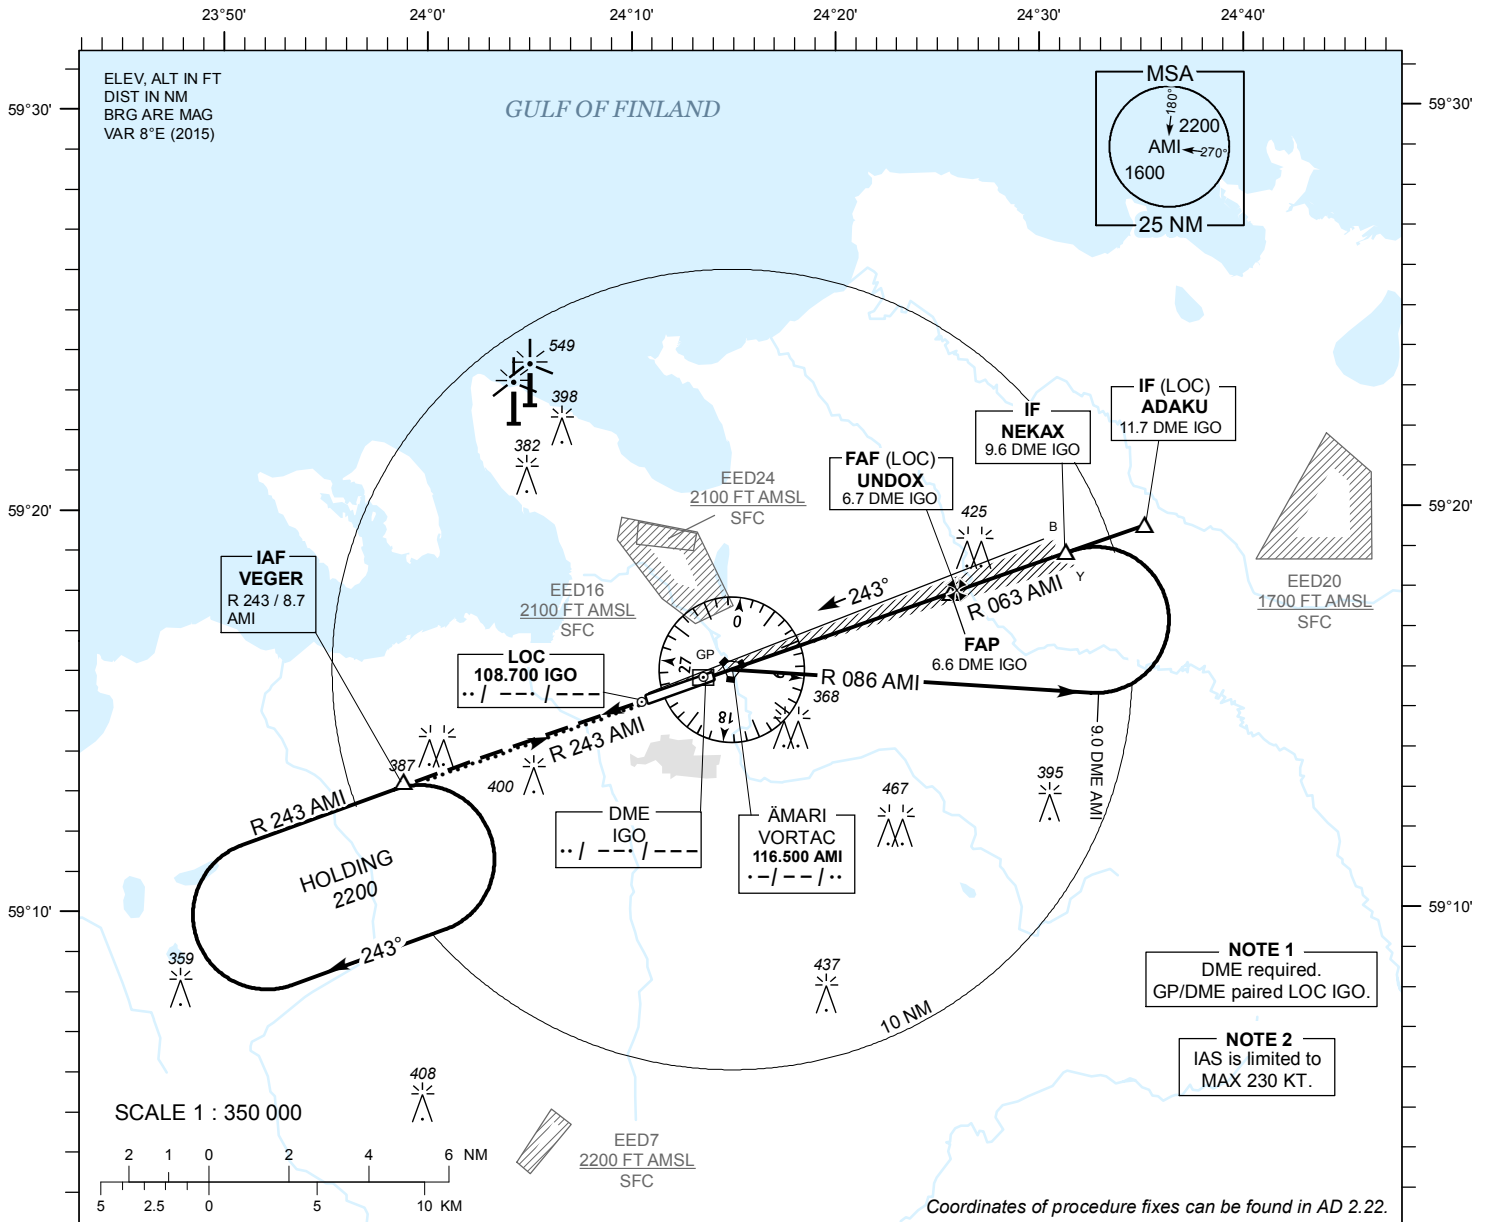 23°50'
24°0'
24°10'
24°20'
24°30'
24°40'
ELEV, ALT IN FT
DIST IN NM
BRG ARE MAG
VAR 8°E (2015)
GULF OF FINLAND
MSA
180°
2200
AMI
270°
1600
25 NM
59°30'
59°30'
549
398
382
IF (LOC)
ADAKU
11.7 DME IGO
IF
NEKAX
9.6 DME IGO
FAF (LOC)
UNDOX
6.7 DME IGO
EED24
2100 FT AMSL
SFC
425
59°20'
59°20'
B
Y
IAF
VEGER
R 243 / 8.7
AMI
EED16
2100 FT AMSL
SFC
243°
R 063 AMI
EED20
1700 FT AMSL
SFC
0
9
18
27
GP
FAP
6.6 DME IGO
LOC
108.700 IGO
R 086 AMI
368
R 243 AMI
9.0 DME AMI
387
400
467
395
R 243 AMI
DME
IGO
ÄMARI
VORTAC
116.500 AMI
HOLDING
2200
59°10'
59°10'
243°
359
437
10 NM
NOTE 1
DME required.
GP/DME paired LOC IGO.
NOTE 2
IAS is limited to
MAX 230 KT.
408
SCALE 1 : 350 000
2 1 0 2 4 6 NM
5 2.5 0 5 10 KM
EED7
2200 FT AMSL
SFC
Coordinates of procedure fixes can be found in AD 2.22.